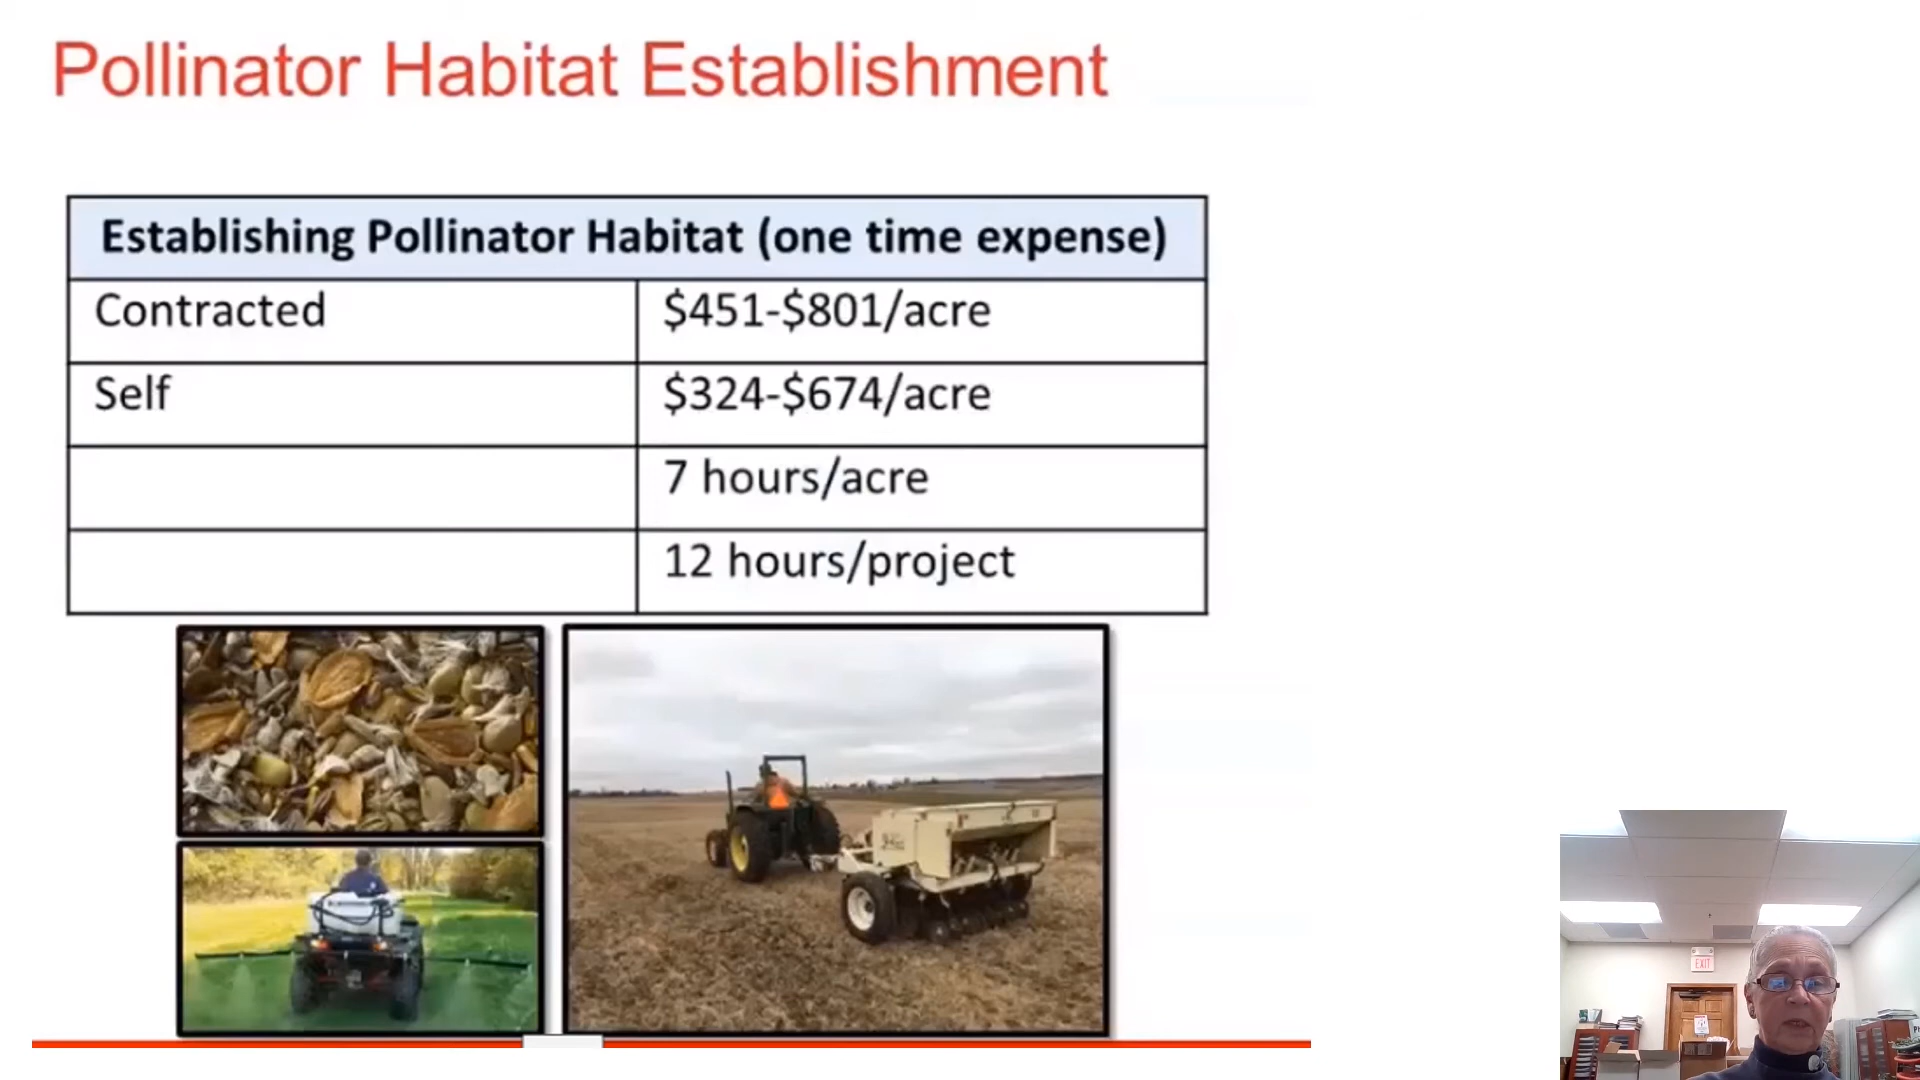 Pollinator Habitat Establishment
Establishing Pollinator Habitat (one time expense)
Contracted $451-$801/acre
Self $324-$674/acre
7 hours/acre
12 hours/project
EXIT